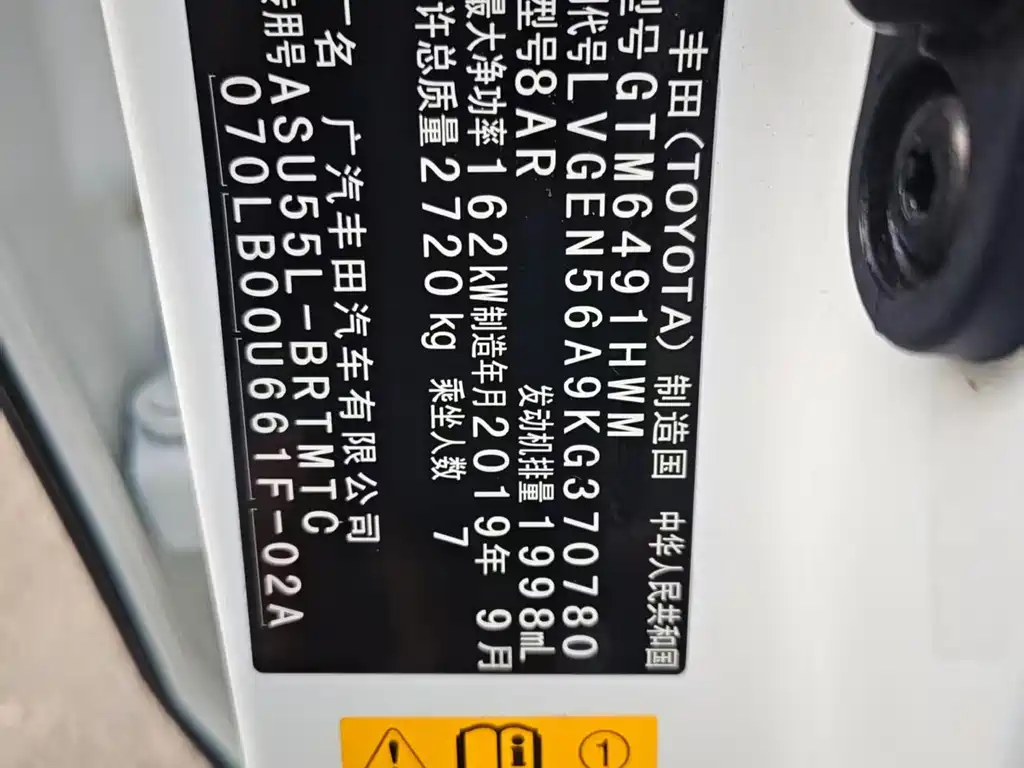 丰田(TOYOTA) 制造国 中华人民共和国
型号GTM6491HWM
代号LVGEN56A9KG370780
型号8AR 发动机排量1998mL
最大净功率162kW制造年月2019年 9月
许总质量2720kg 乘坐人数 7
一名 广汽丰田汽车有限公司
专用号ASU55L-BRTMTC
070LB00U661F-02A
! i 1